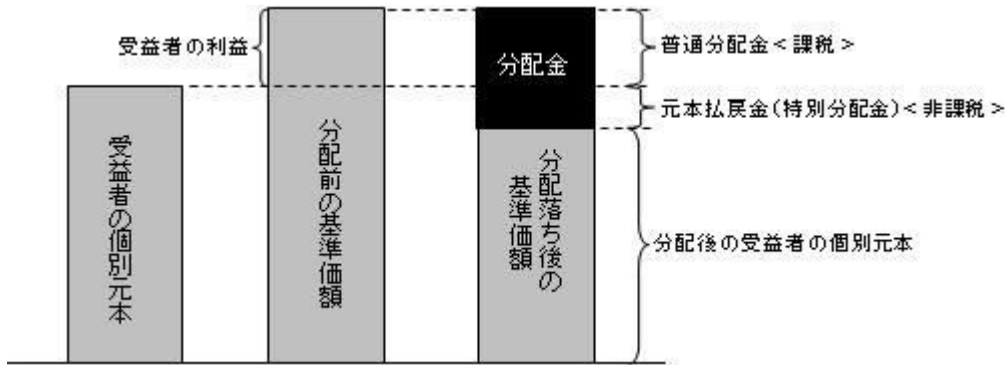 受益者の利益
受益者の個別元本
分配前の基準価額
分配金
分配落ち後の
基準価額
普通分配金<課税>
元本払戻金(特別分配金)<非課税>
分配後の受益者の個別元本